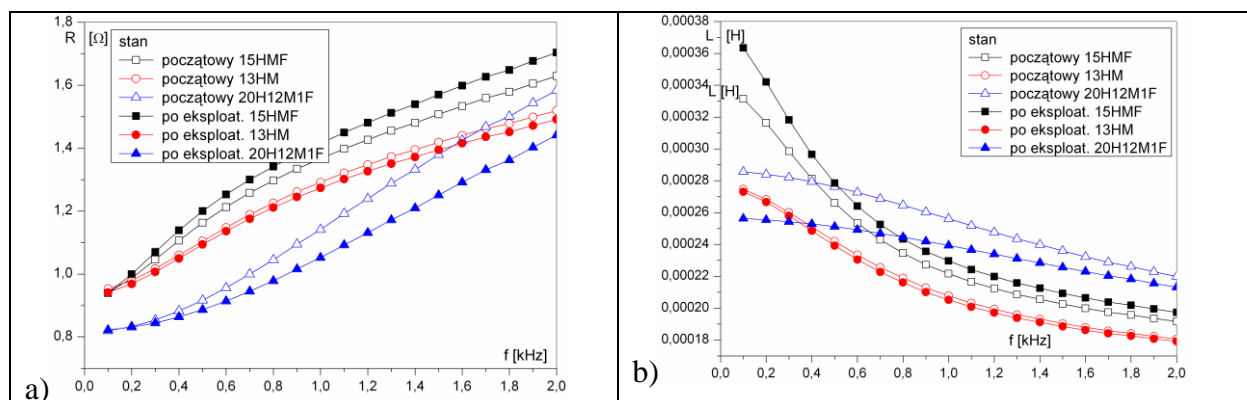 1,8
R [Ω]
stan
początowy 15HMF
początowy 13HM
początowy 20H12M1F
po eksploat. 15HMF
po eksploat. 13HM
po eksploat. 20H12M1F
1,6
1,4
1,2
1,0
0,8
f [kHz]
0,0 0,2 0,4 0,6 0,8 1,0 1,2 1,4 1,6 1,8 2,0
a)
0,00038
L [H]
stan
początowy 15HMF
początowy 13HM
początowy 20H12M1F
po eksploat. 15HMF
po eksploat. 13HM
po eksploat. 20H12M1F
0,00036
0,00034
L [H]
0,00032
0,00030
0,00028
0,00026
0,00024
0,00022
0,00020
0,00018
f [kHz]
0,0 0,2 0,4 0,6 0,8 1,0 1,2 1,4 1,6 1,8 2,0
b)